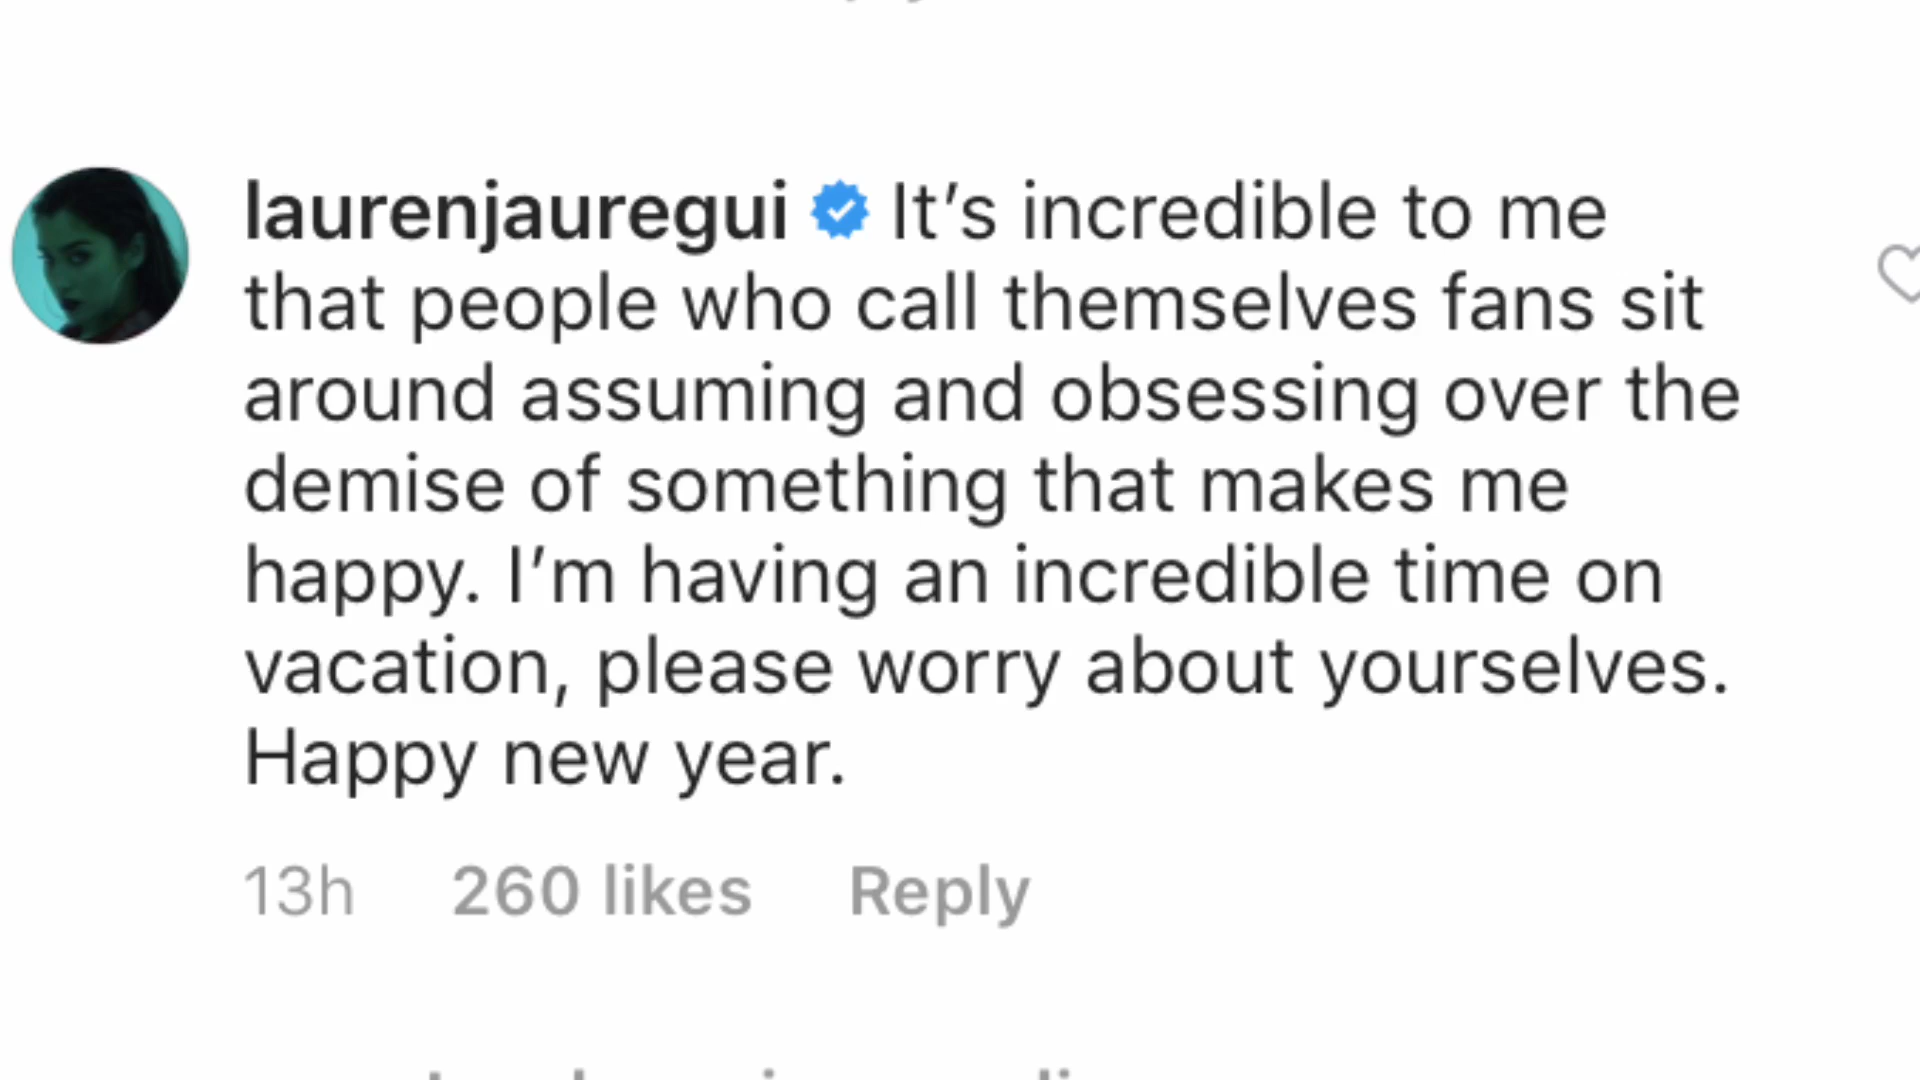 laurenjauregui It’s incredible to me
that people who call themselves fans sit
around assuming and obsessing over the
demise of something that makes me
happy. I’m having an incredible time on
vacation, please worry about yourselves.
Happy new year.
13h 260 likes Reply